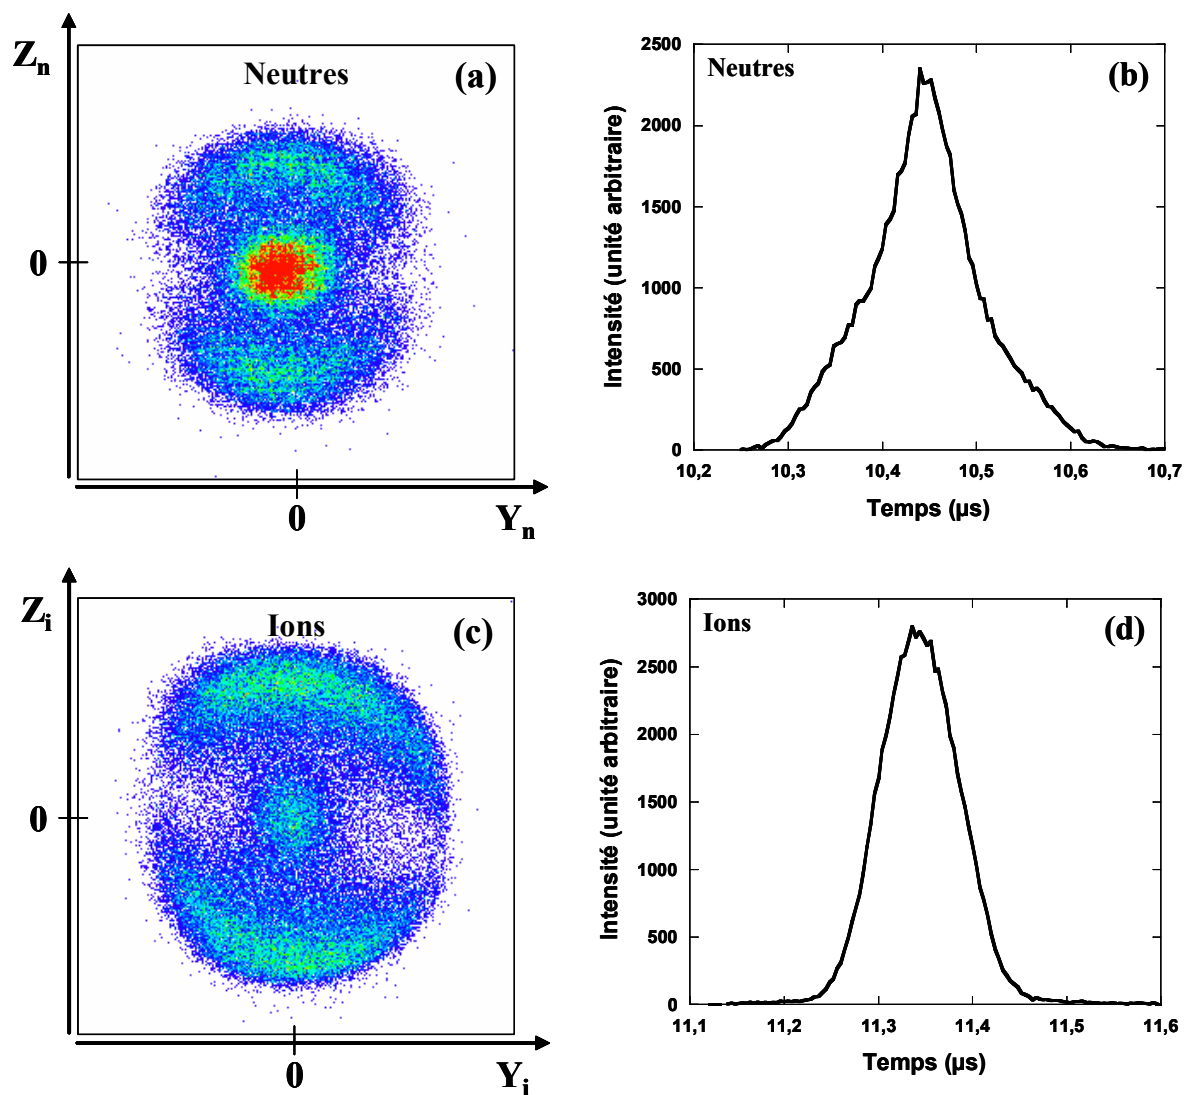 Zn
Neutres
(a)
0
0
Yn
Neutres
(b)
Intensité (unité arbitraire)
2500
2000
1500
1000
500
0
10,2 10,3 10,4 10,5 10,6 10,7
Temps (µs)
Zi
Ions
(c)
0
0
Yi
Ions
(d)
Intensité (unité arbitraire)
3000
2500
2000
1500
1000
500
0
11,1 11,2 11,3 11,4 11,5 11,6
Temps (µs)